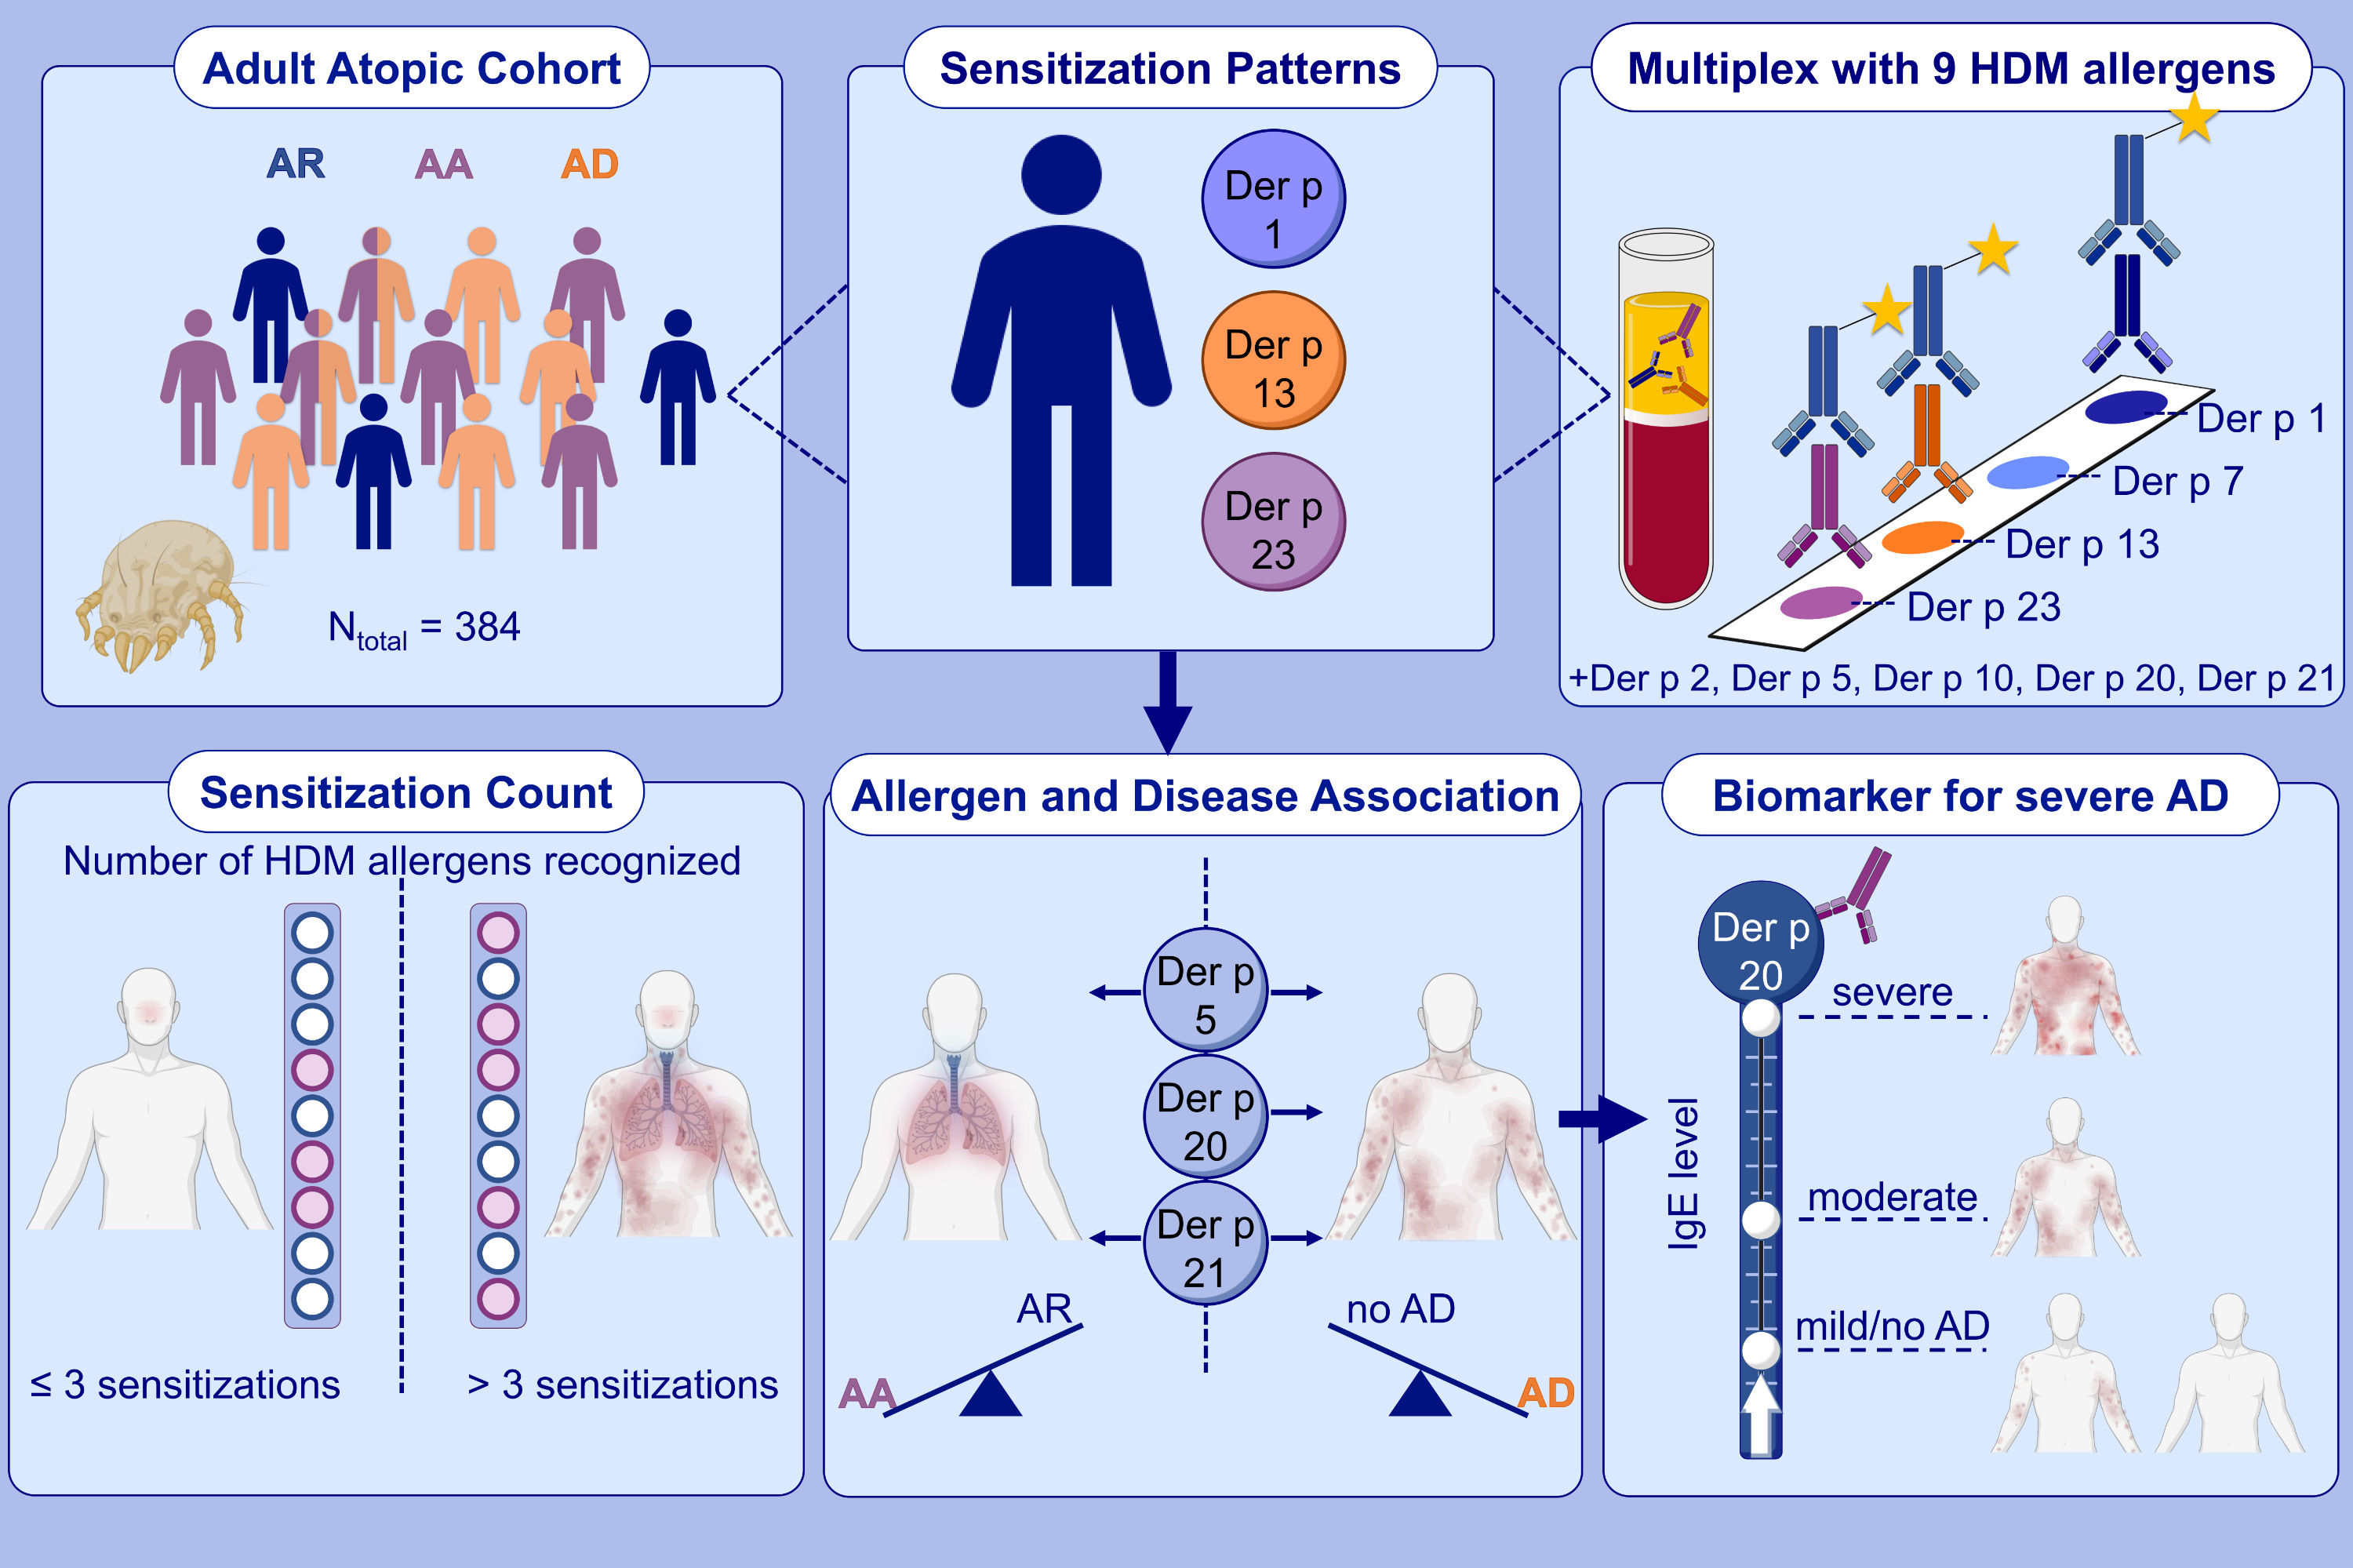 Adult Atopic Cohort
AR
AA
AD
Ntotal = 384
Sensitization Patterns
Der p
1
Der p
13
Der p
23
Multiplex with 9 HDM allergens
Der p 1
Der p 7
Der p 13
Der p 23
+Der p 2, Der p 5, Der p 10, Der p 20, Der p 21
Sensitization Count
Number of HDM allergens recognized
≤ 3 sensitizations
> 3 sensitizations
Allergen and Disease Association
Der p
5
Der p
20
Der p
21
AR
AA
no AD
AD
Biomarker for severe AD
Der p
20
IgE level
severe
moderate
mild/no AD